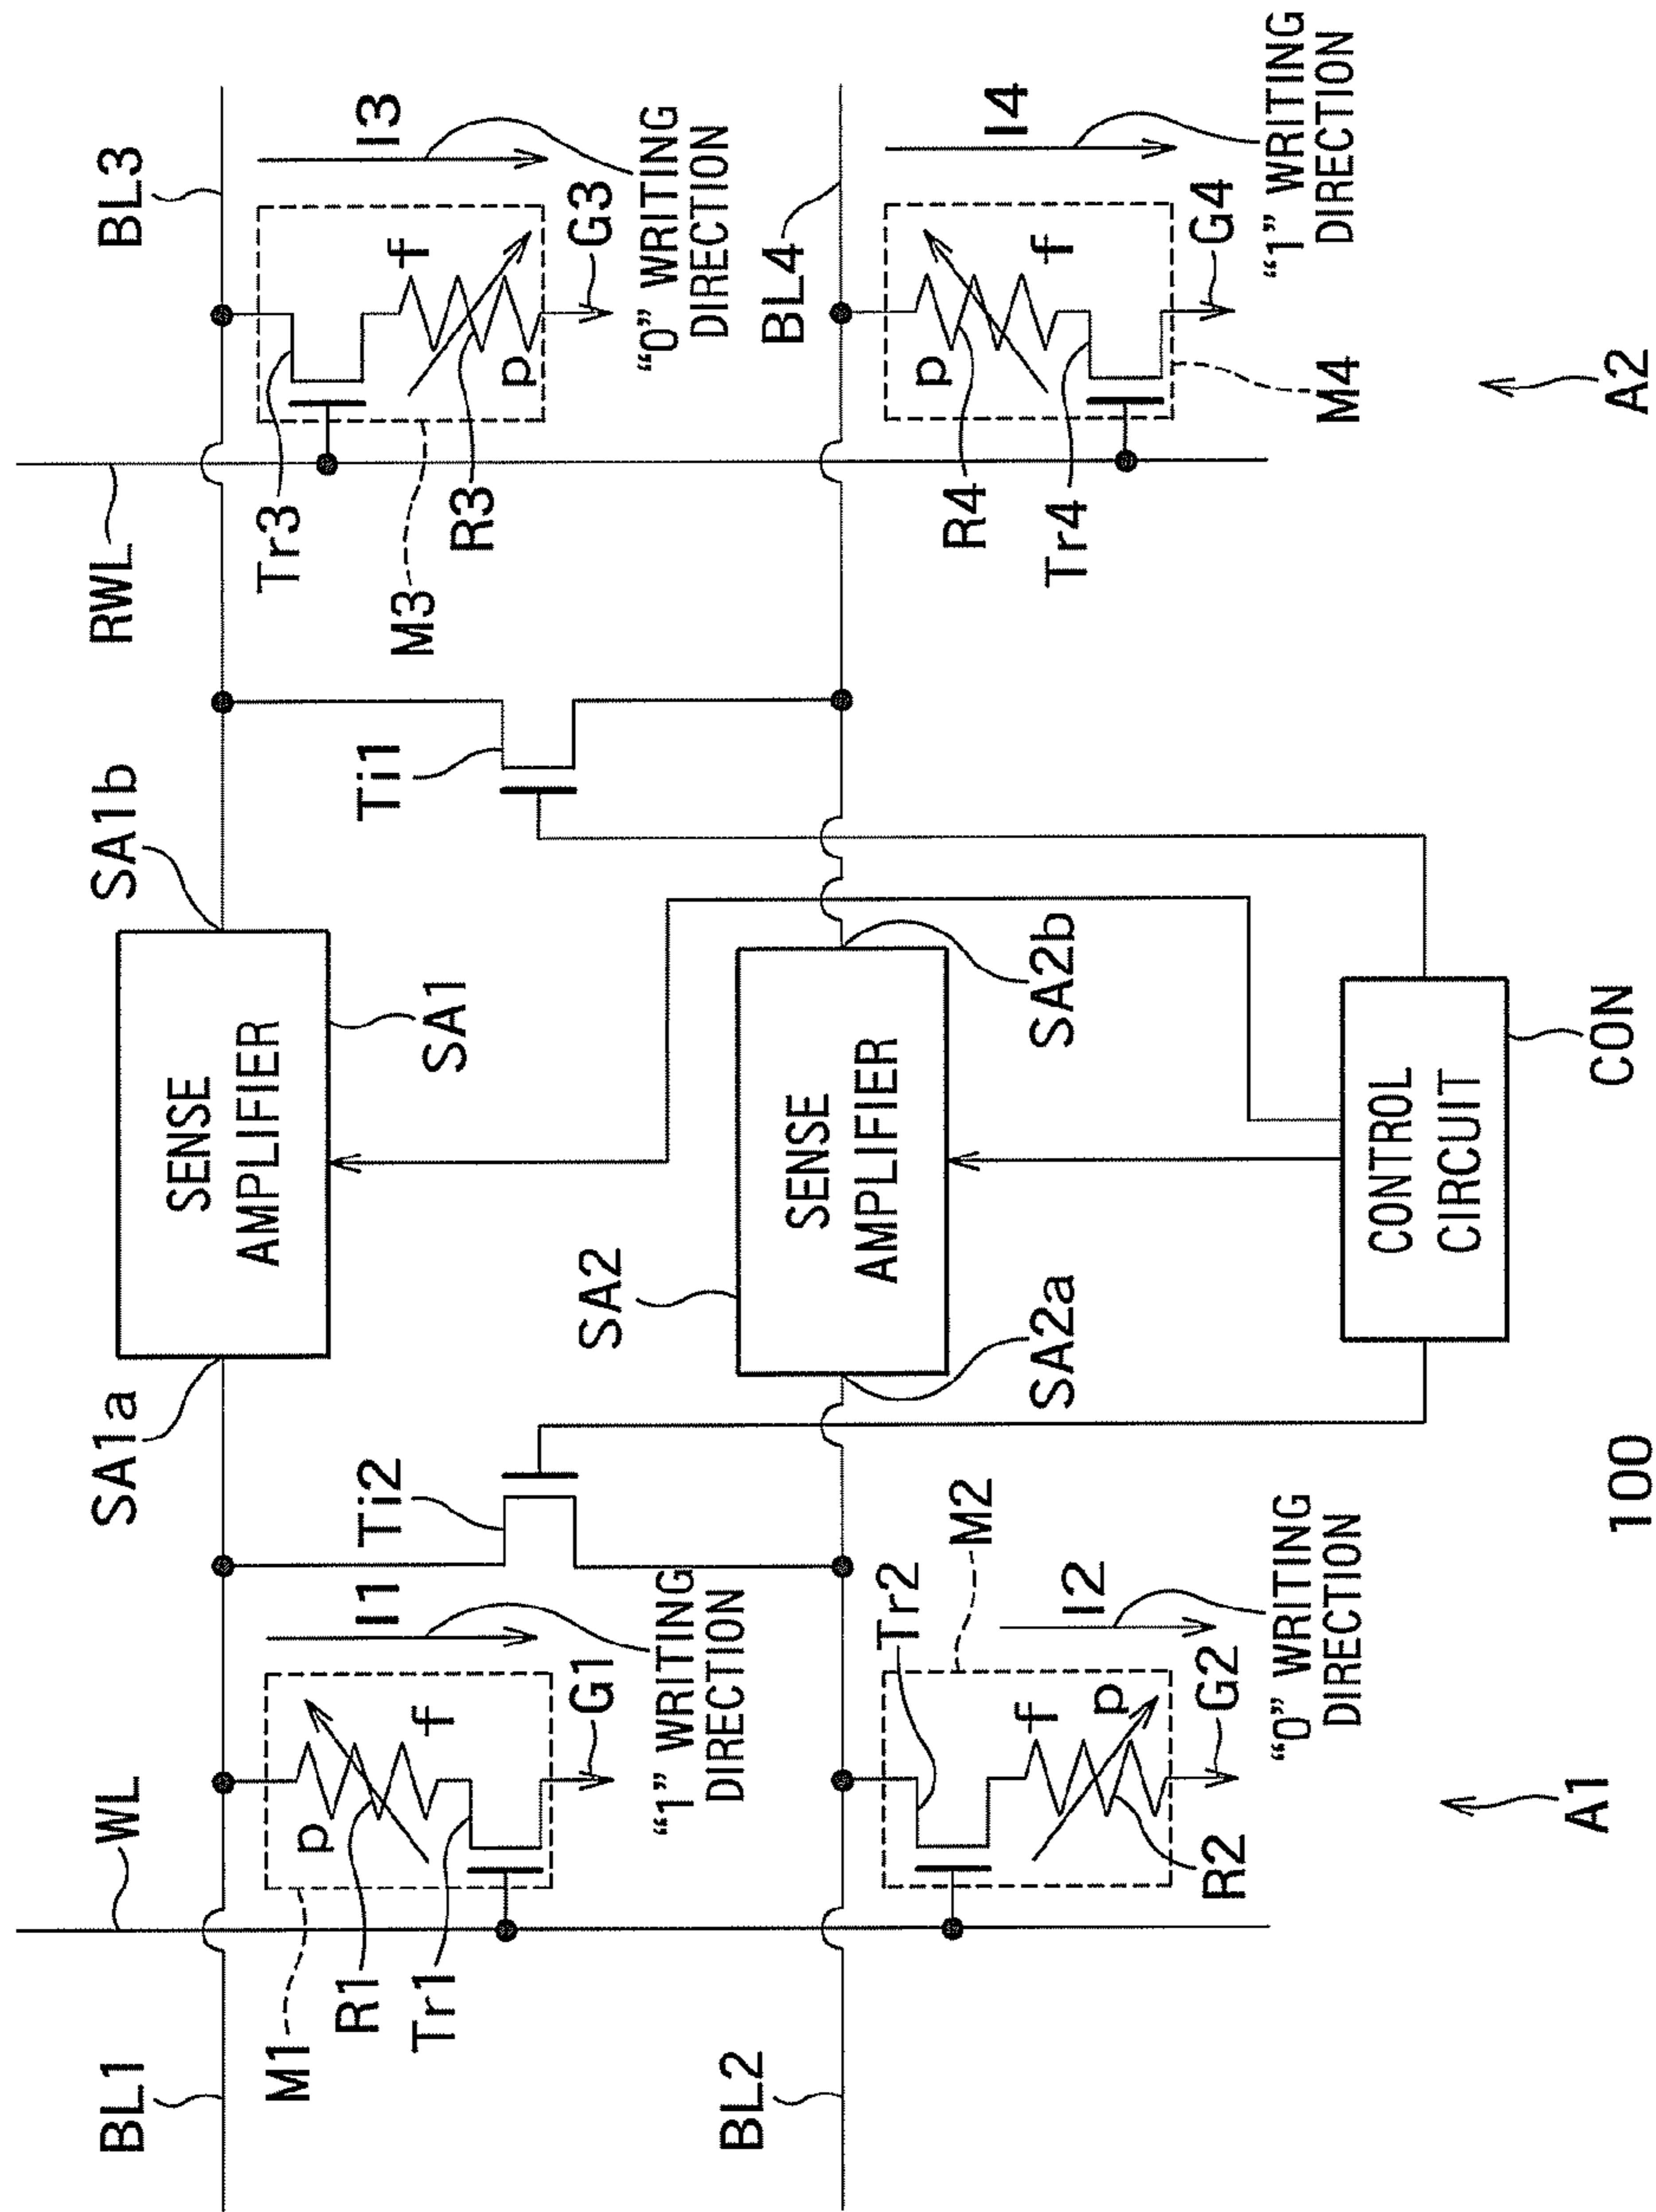 WL
SA1a
SA1b
RWL
BL3
BL1
SENSE
AMPLIFIER
SA1
Tr3
f
I3
M1
p
R1
f
Tr1
I1
Ti2
Ti1
M3
R3
p
G3
G1
"1" WRITING
DIRECTION
"0" WRITING
DIRECTION
BL2
SA2
BL4
SENSE
AMPLIFIER
Tr2
M2
p
f
R4
I4
f
p
I2
SA2a
SA2b
Tr4
R2
G2
G4
"0" WRITING
DIRECTION
"1" WRITING
DIRECTION
M4
CONTROL
CIRCUIT
CON
A1
A2
100